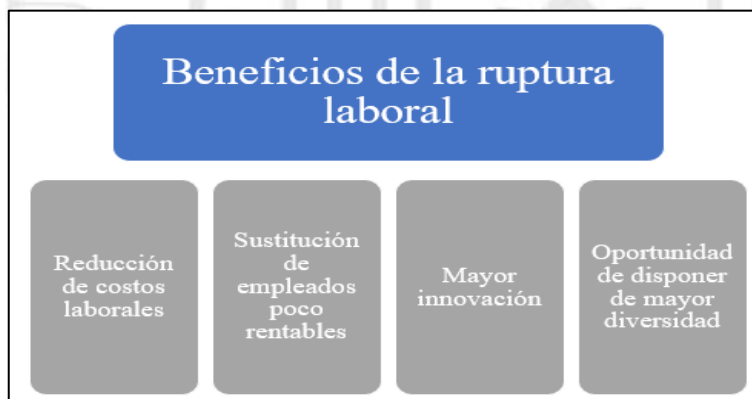 Beneficios de la ruptura
laboral
Reducción
de costos
laborales
Sustitución
de
empleados
poco
rentables
Mayor
innovación
Oportunidad
de disponer
de mayor
diversidad